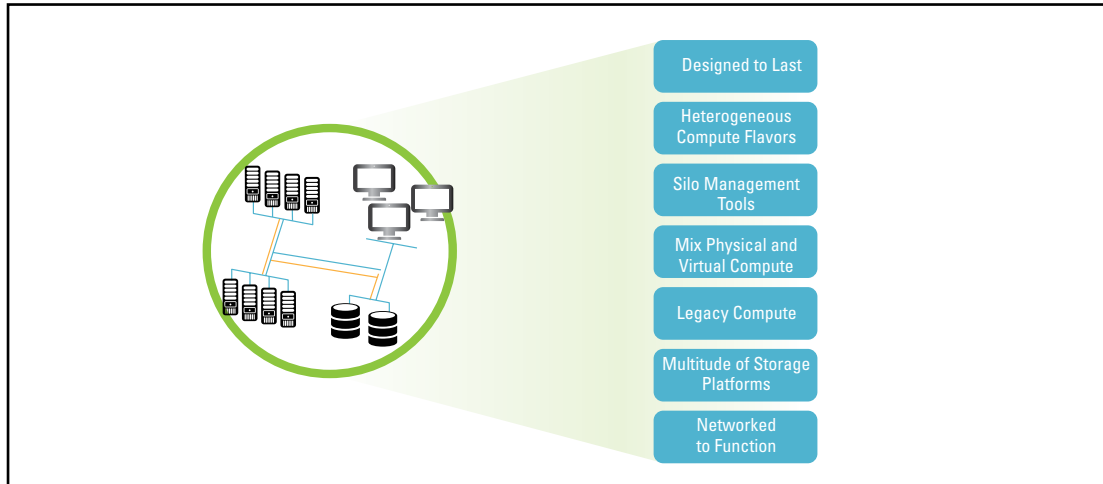 Designed to Last
Heterogeneous
Compute Flavors
Silo Management
Tools
Mix Physical and
Virtual Compute
Legacy Compute
Multitude of Storage
Platforms
Networked
to Function